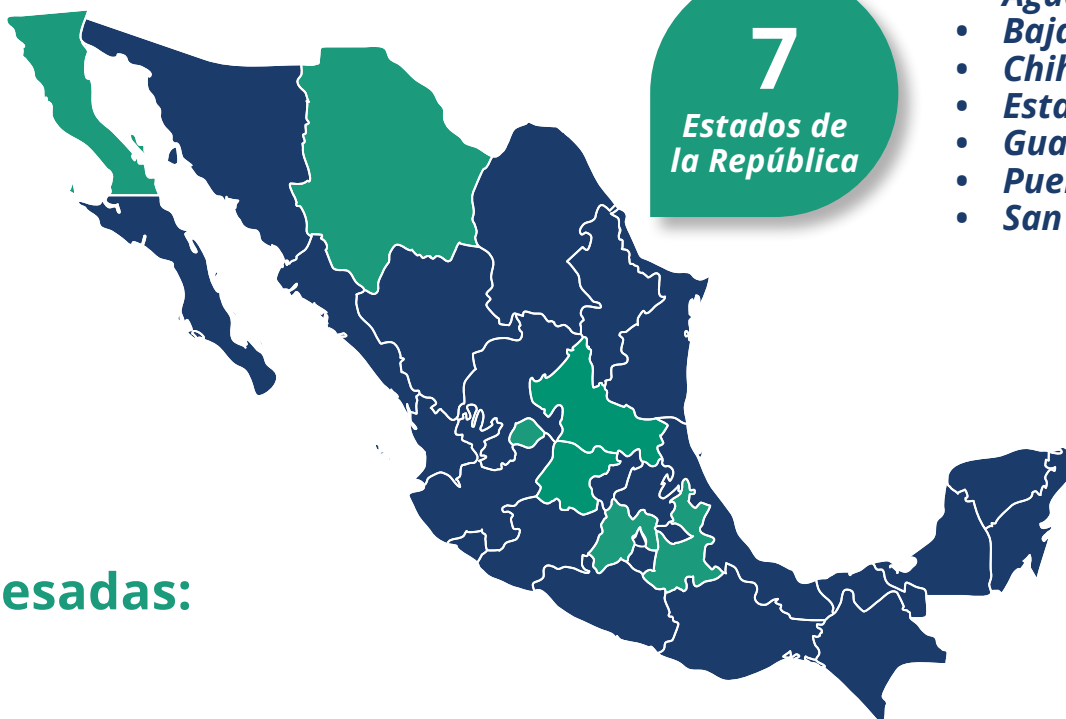 7
Estados de
la República
• Baja
• Chih
• Esta
• Gua
• Pue
• San
esadas: